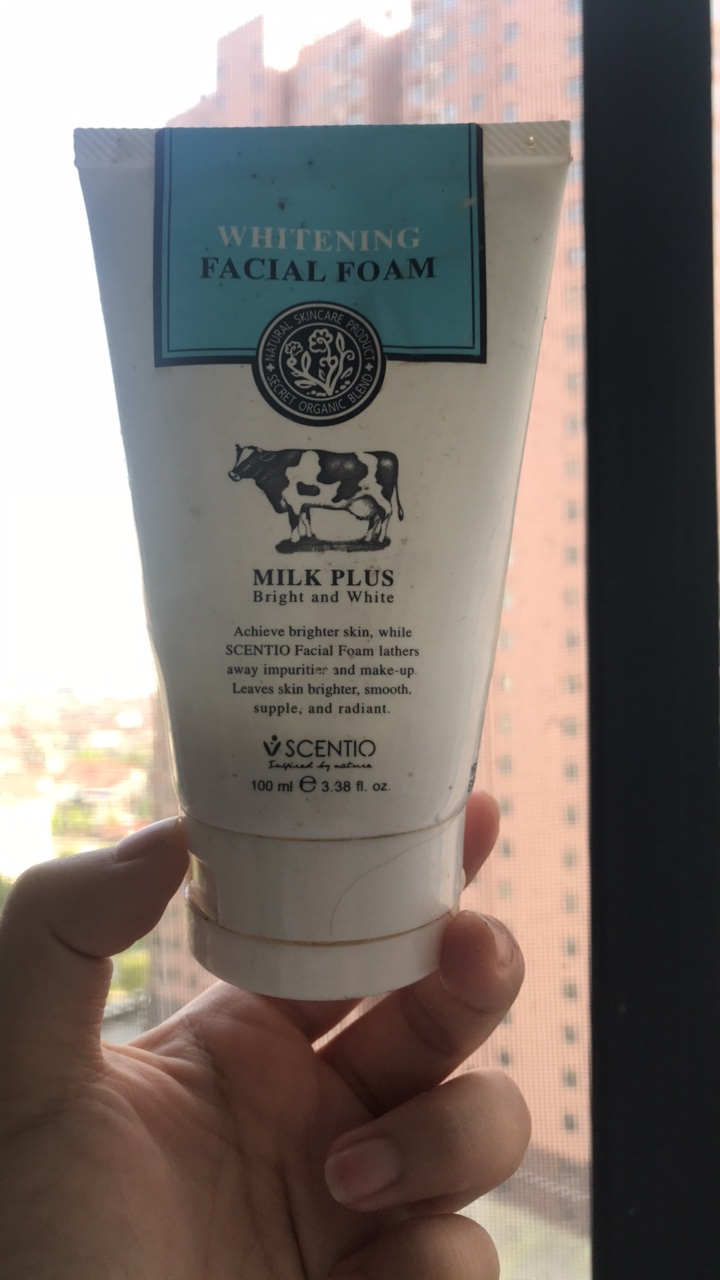 WHITENING
FACIAL FOAM
NATURAL SKINCARE PRODUCT
SECRET ORGANIC BLEND
MILK PLUS
Bright and White
Achieve brighter skin, while
SCENTIO Facial Foam lathers
away impurities and make-up.
Leaves skin brighter, smooth,
supple, and radiant.
SCENTIO
Inspired by nature
100 ml e 3.38 fl. oz.